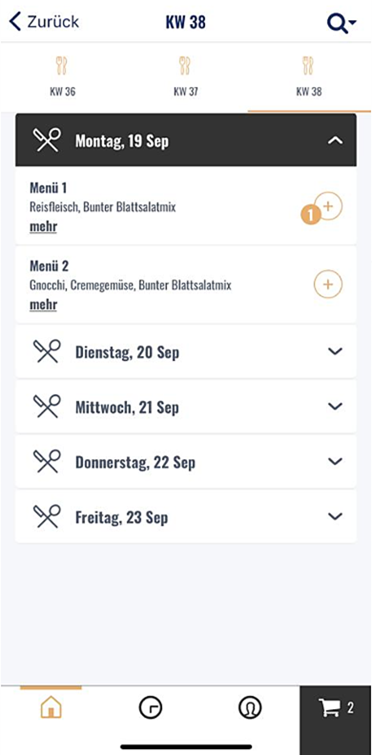 Zurück
KW 38
KW 36
KW 37
KW 38
Montag, 19 Sep
Menü 1
Reisfleisch, Bunter Blattsalatmix
mehr
1
+
Menü 2
Gnocchi, Cremegemüse, Bunter Blattsalatmix
mehr
+
Dienstag, 20 Sep
Mittwoch, 21 Sep
Donnerstag, 22 Sep
Freitag, 23 Sep
2